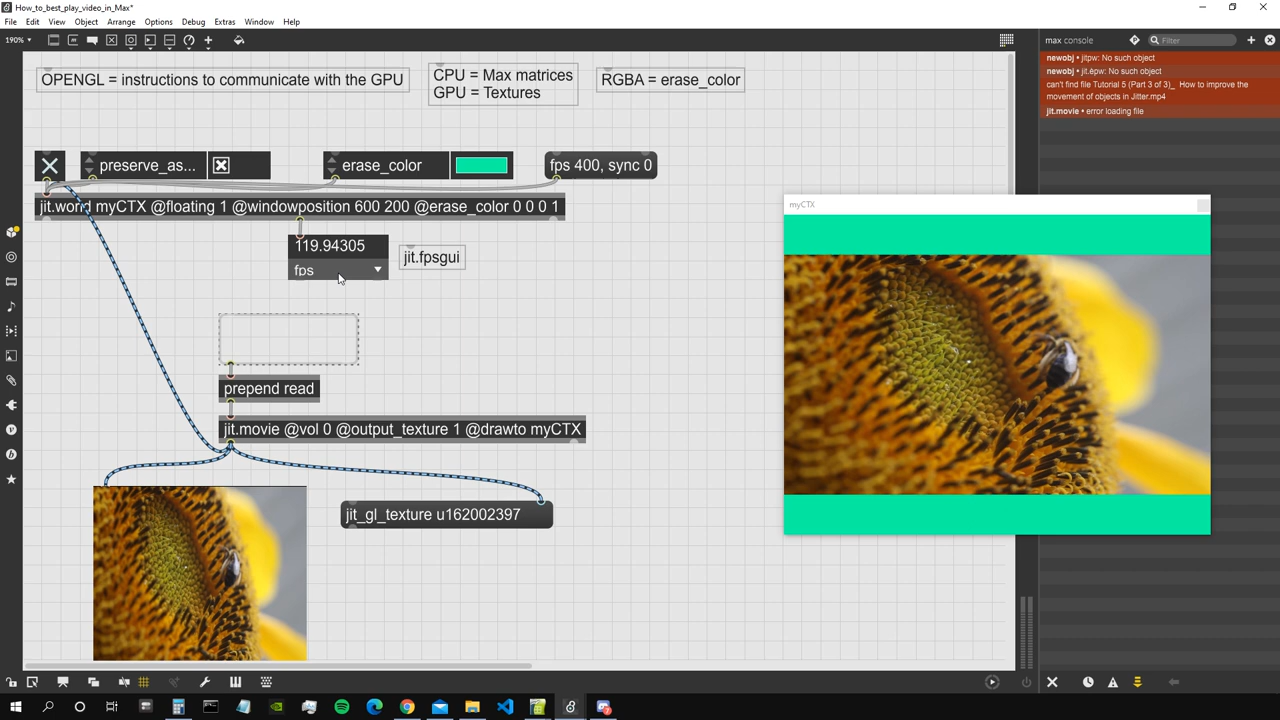 How_to_best_play_video_in_Max*
File Edit View Object Arrange Options Debug Extras Window Help
190%
max console
Filter
newobj • jitpw: No such object
newobj • jit.èpw: No such object
can't find file Tutorial 5 (Part 3 of 3)_ How to improve the
movement of objects in Jitter.mp4
jit.movie • error loading file
OPENGL = instructions to communicate with the GPU
CPU = Max matrices
GPU = Textures
RGBA = erase_color
preserve_as...
erase_color
fps 400, sync 0
jit.world myCTX @floating 1 @windowposition 600 200 @erase_color 0 0 0 1
myCTX
119.94305
fps
jit.fpsgui
prepend read
jit.movie @vol 0 @output_texture 1 @drawto myCTX
jit_gl_texture u162002397